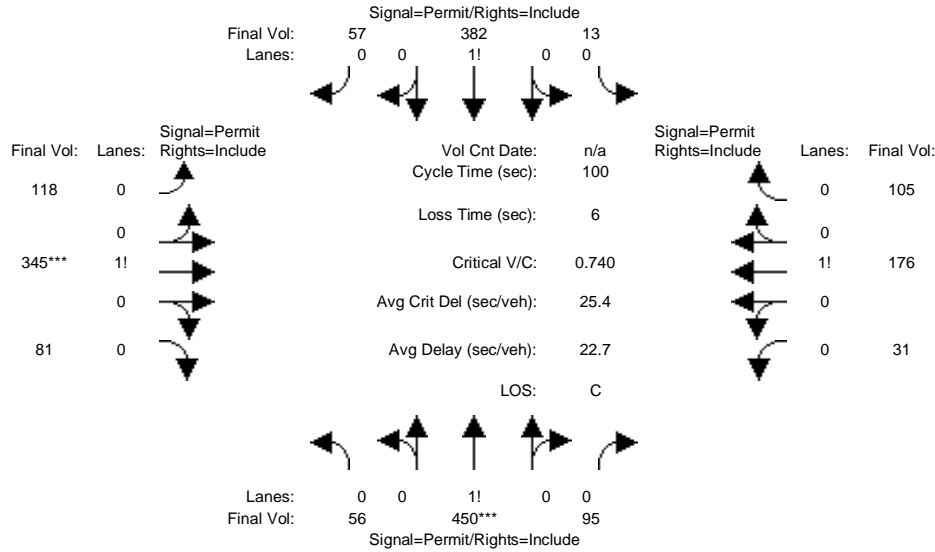 Signal=Permit/Rights=Include
Final Vol: 57 382 13
Lanes: 0 0 1! 0 0
Signal=Permit Signal=Permit
Final Vol: Lanes: Rights=Include Vol Cnt Date: n/a Rights=Include Lanes: Final Vol:
Cycle Time (sec): 100
118 0 0 105
Loss Time (sec): 6
0 0
345*** 1! Critical V/C: 0.740 1! 176
0 Avg Crit Del (sec/veh): 25.4 0
81 0 Avg Delay (sec/veh): 22.7 0 31
LOS: C
Lanes: 0 0 1! 0 0
Final Vol: 56 450*** 95
Signal=Permit/Rights=Include